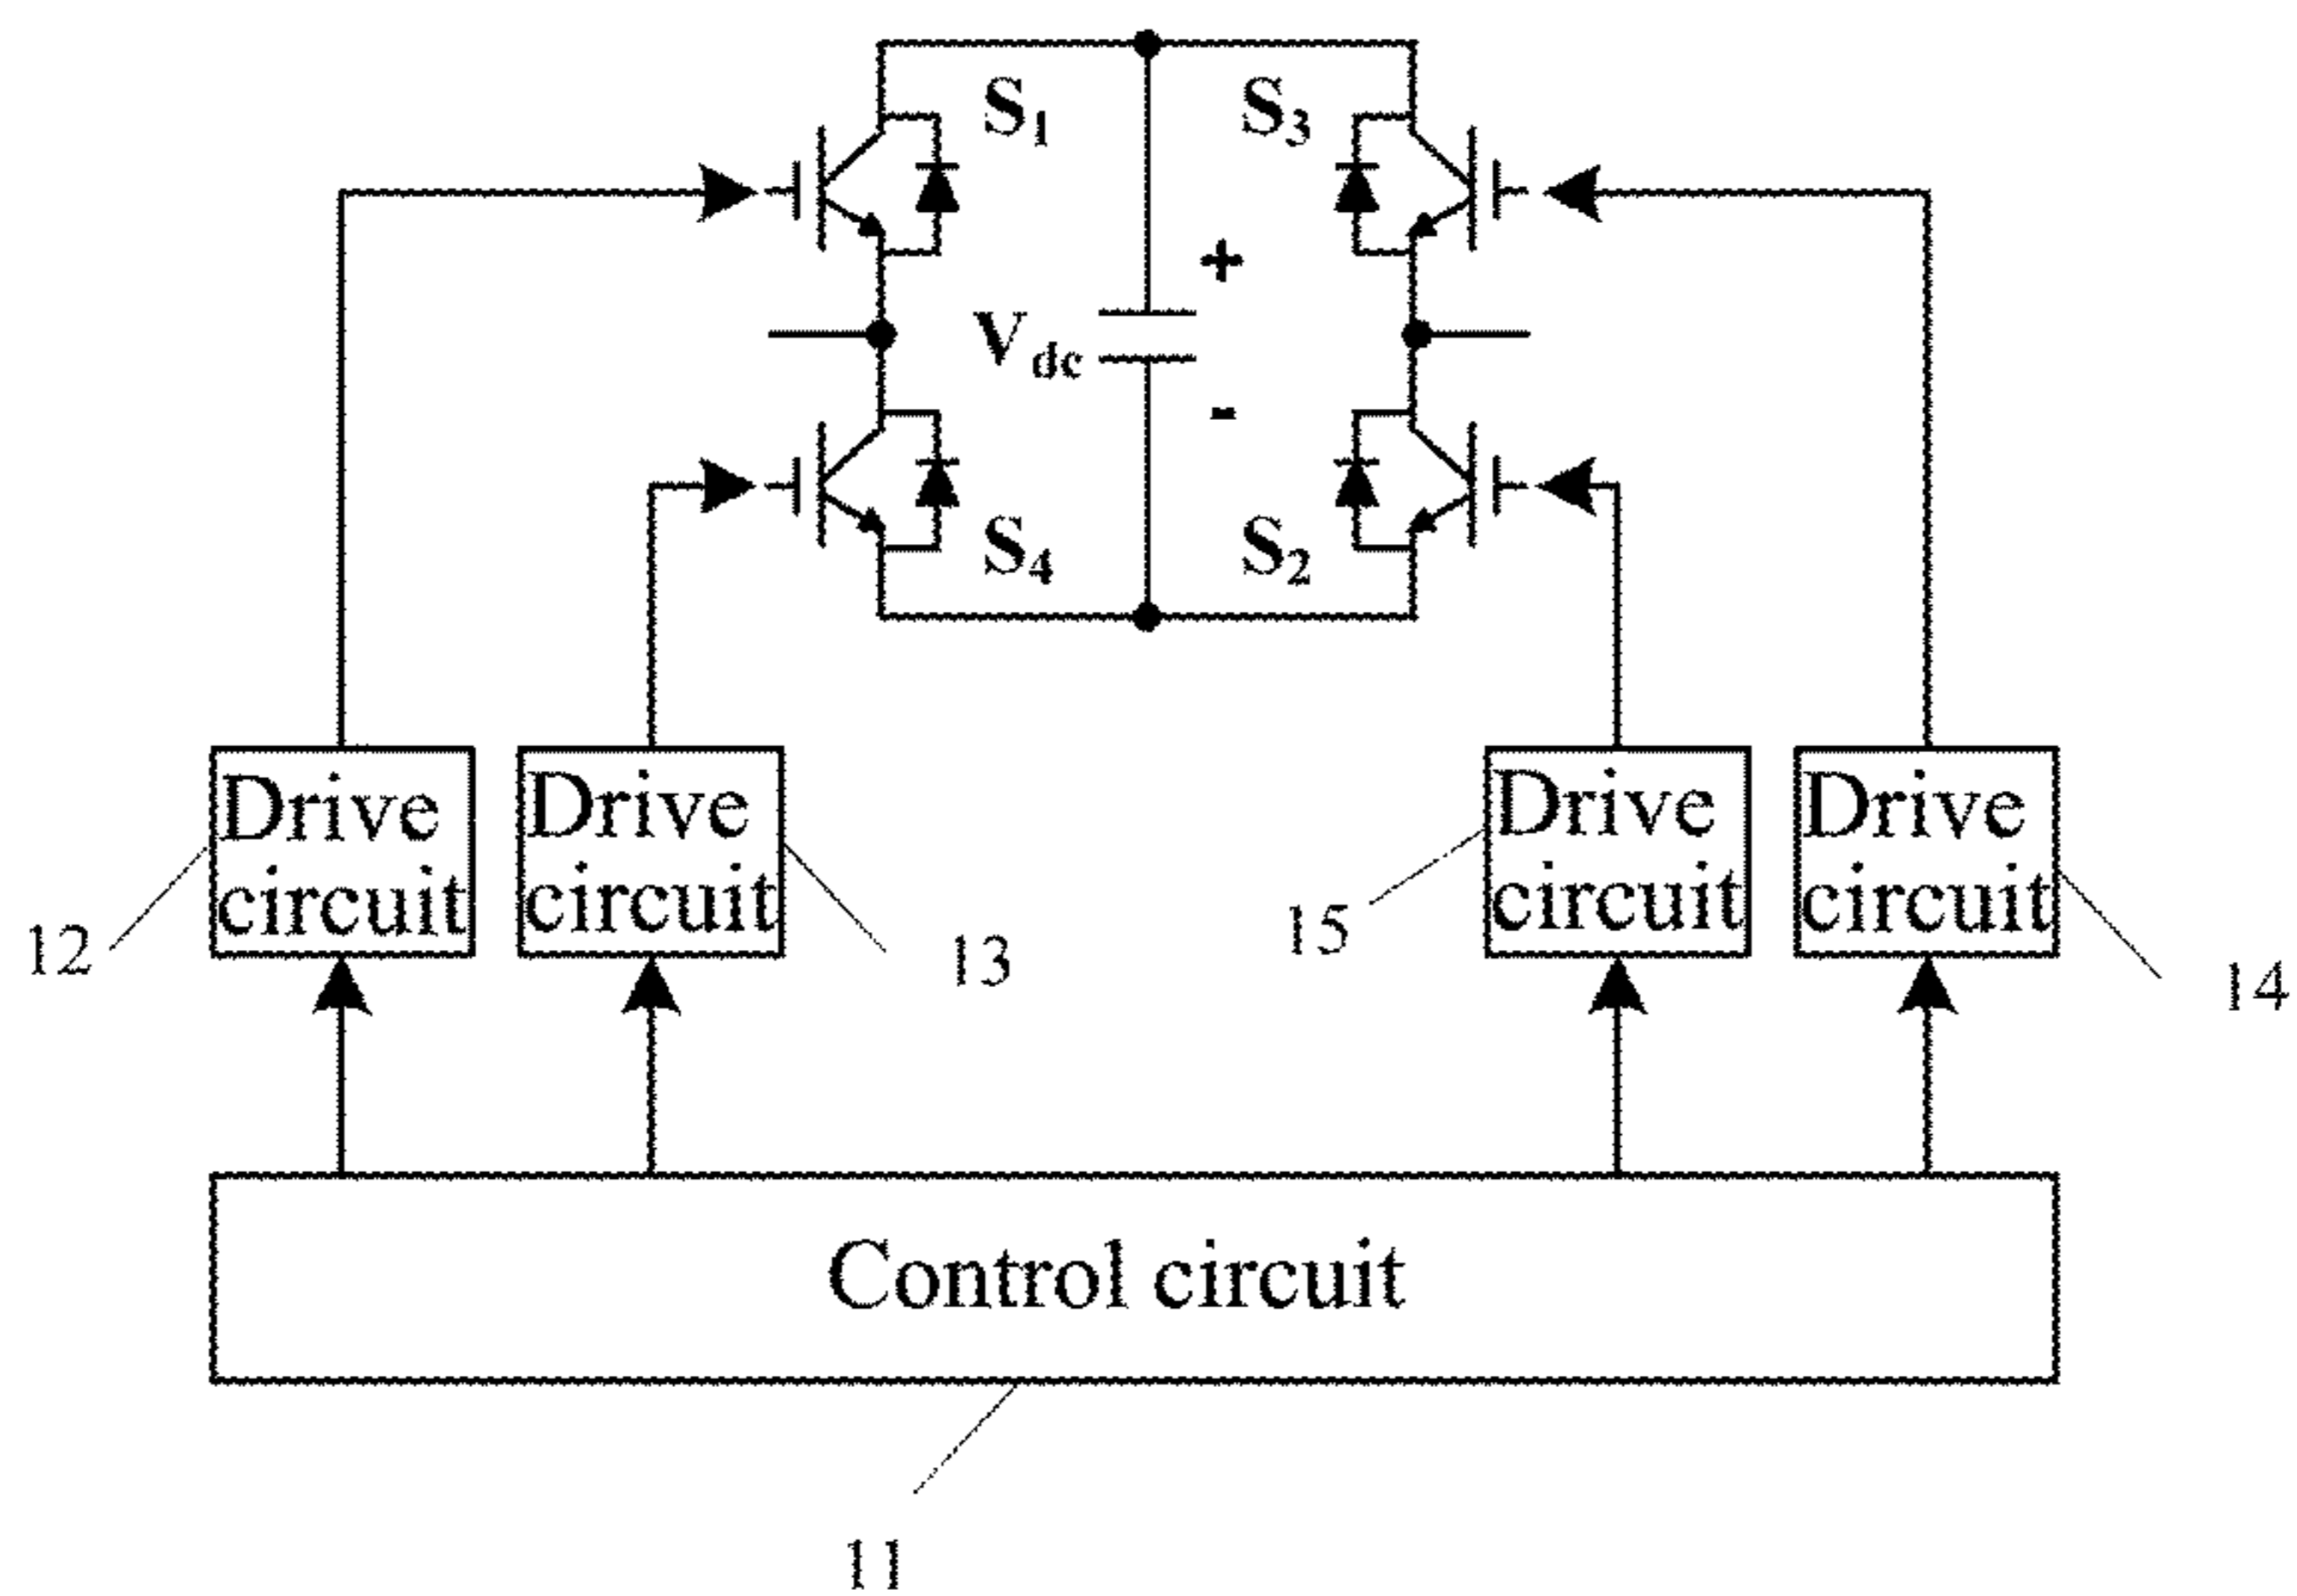 S1
S3
+
Vdc
-
S4
S2
Drive
circuit
Drive
circuit
Drive
circuit
Drive
circuit
12
13
15
14
Control circuit
11